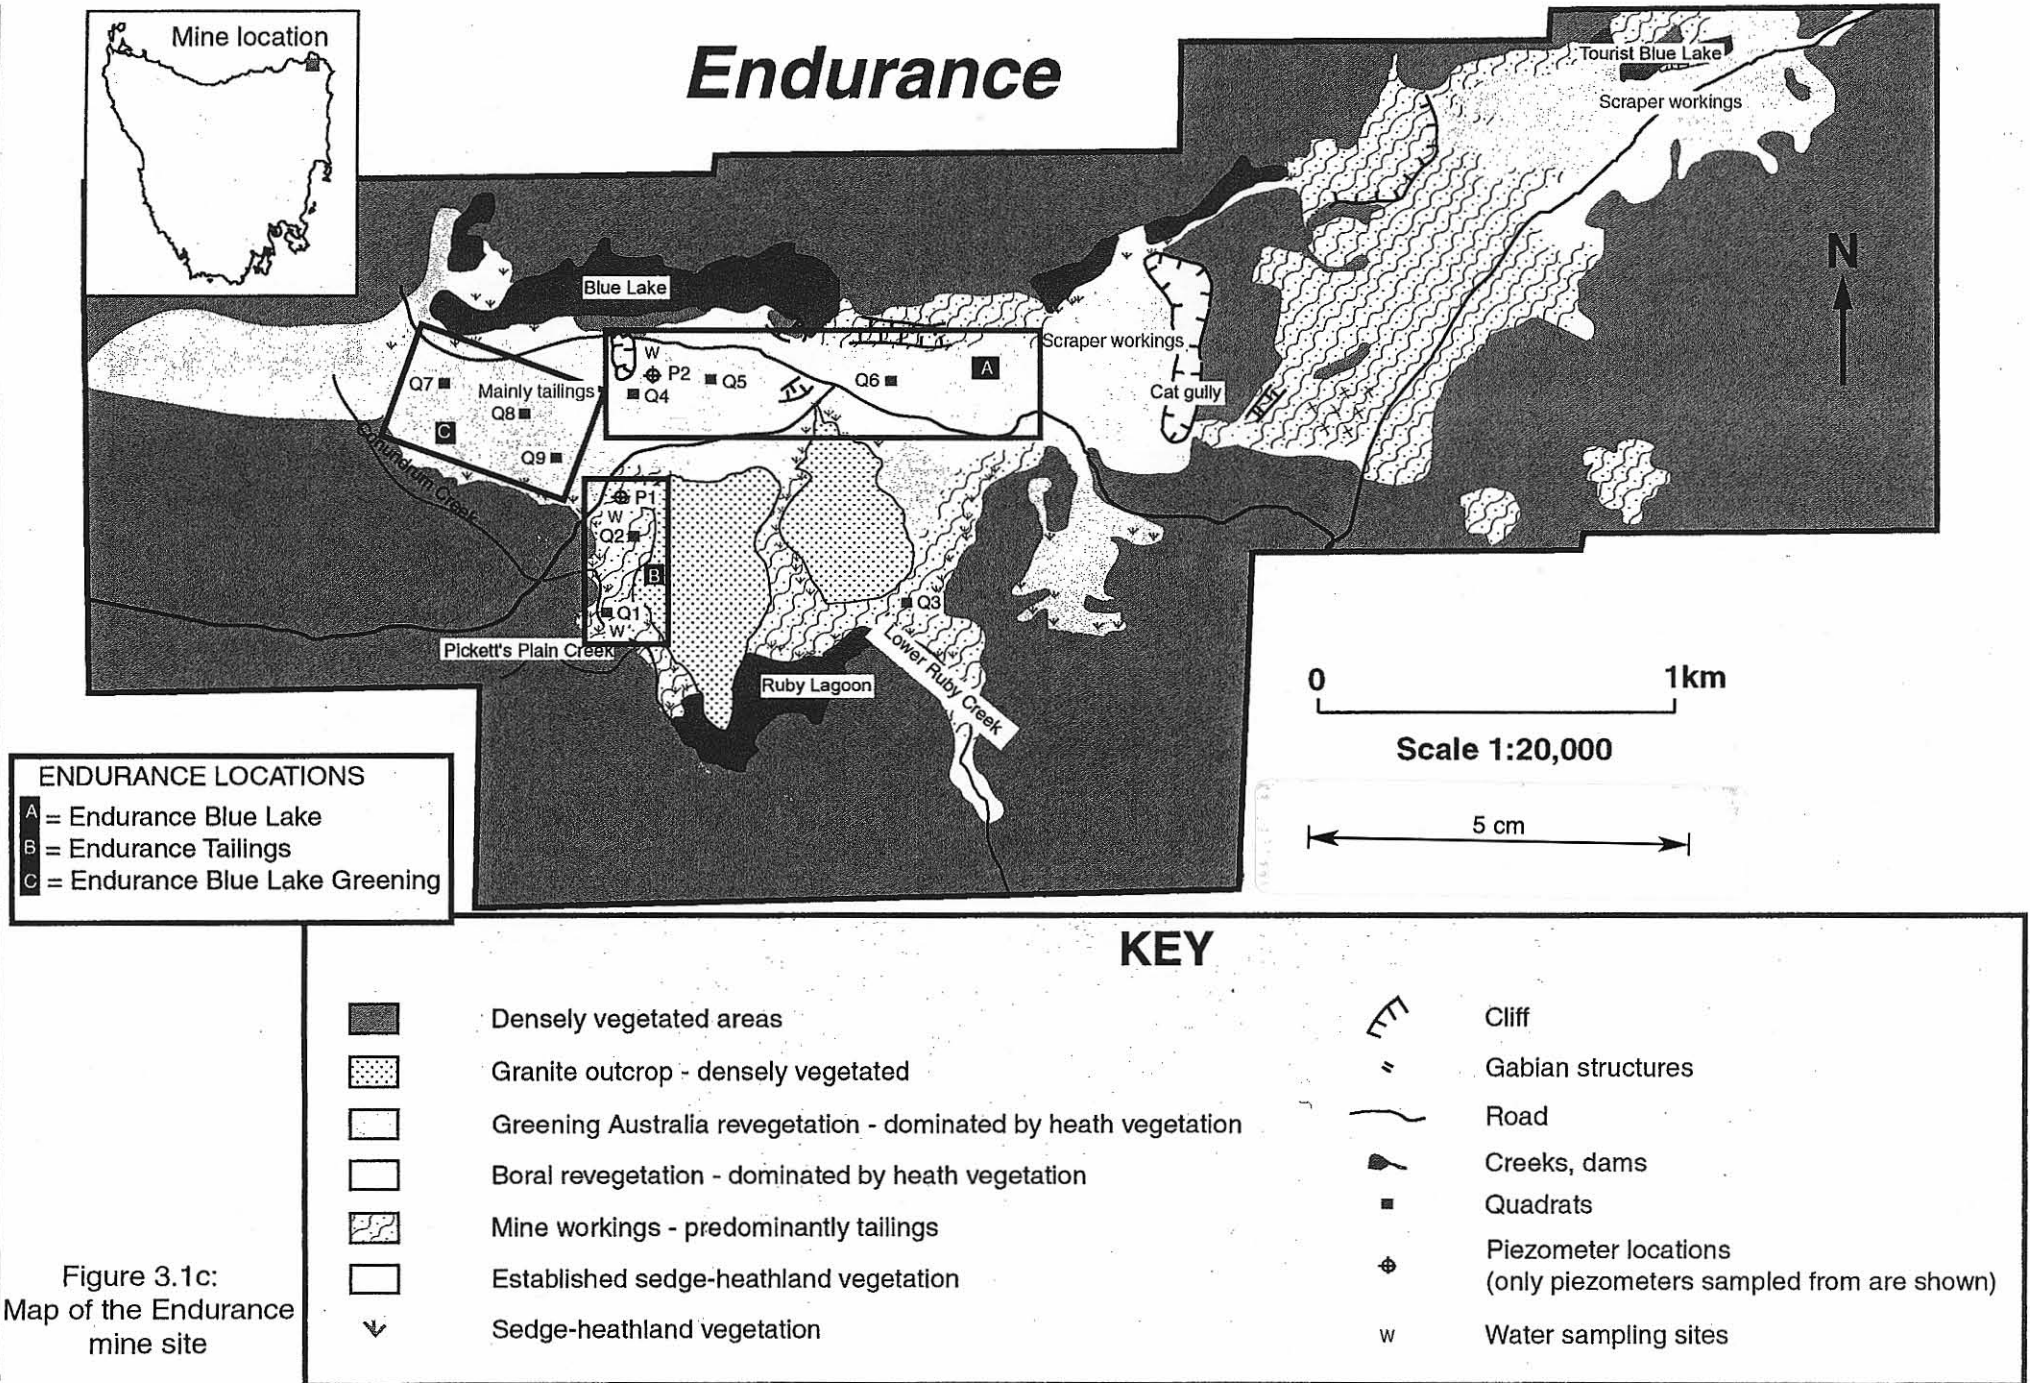 Mine location
Endurance
Tourist Blue Lake
Scraper workings
N
Blue Lake
Scraper workings
A
W
P2
Q5
Q6
Q4
Cat gully
Q7
Mainly tailings
Q8
C
Q9
Conundrum Creek
P1
W
Q2
B
Q1
W
Q3
Pickett's Plain Creek
Lower Ruby Creek
Ruby Lagoon
0 1km
Scale 1:20,000
5 cm
ENDURANCE LOCATIONS
A = Endurance Blue Lake
B = Endurance Tailings
C = Endurance Blue Lake Greening
KEY
Densely vegetated areas
Granite outcrop - densely vegetated
Greening Australia revegetation - dominated by heath vegetation
Boral revegetation - dominated by heath vegetation
Mine workings - predominantly tailings
Established sedge-heathland vegetation
Sedge-heathland vegetation
Cliff
Gabian structures
Road
Creeks, dams
Quadrats
Piezometer locations
(only piezometers sampled from are shown)
W Water sampling sites
Figure 3.1c:
Map of the Endurance
mine site